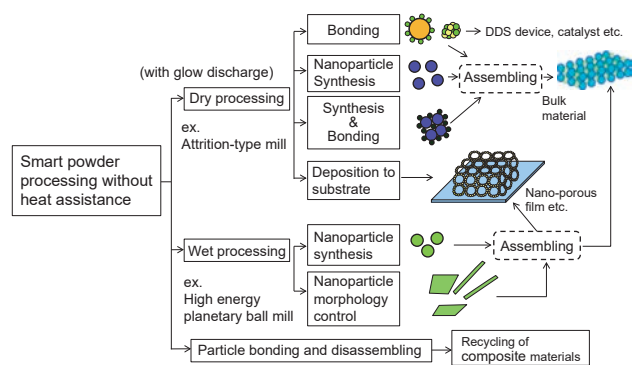 Bonding
DDS device, catalyst etc.
(with glow discharge)
Nanoparticle
Synthesis
Assembling
Dry processing
Bulk
material
ex.
Attrition-type mill
Synthesis
&
Bonding
Smart powder
processing without
heat assistance
Deposition to
substrate
Nano-porous
film etc.
Wet processing
Nanoparticle
synthesis
Assembling
ex.
High energy
planetary ball mill
Nanoparticle
morphology
control
Particle bonding and disassembling
Recycling of
composite materials